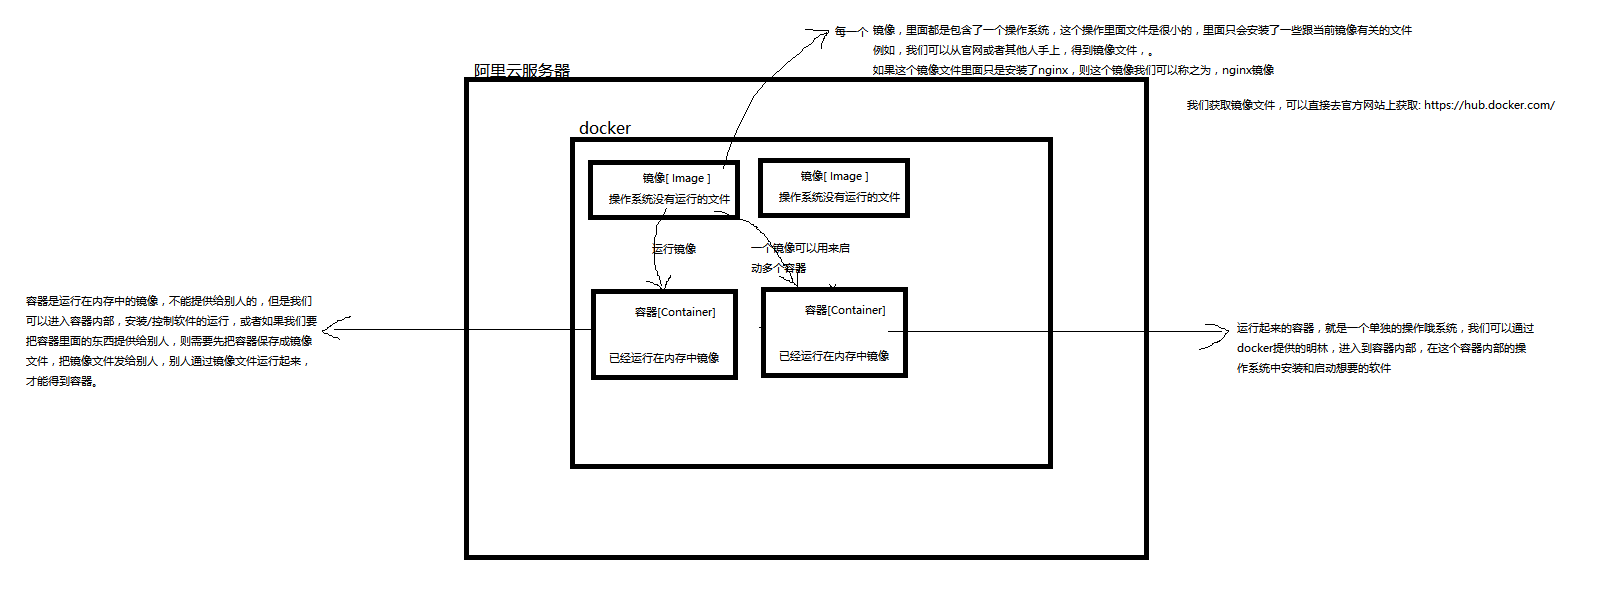 每一个 镜像，里面都是包含了一个操作系统，这个操作里面文件是很小的，里面只会安装了一些跟当前镜像有关的文件
例如，我们可以从官网或者其他人手上，得到镜像文件，。
如果这个镜像文件里面只是安装了nginx，则这个镜像我们可以称之为，nginx镜像
阿里云服务器
我们获取镜像文件，可以直接去官方网站上获取: https://hub.docker.com/
docker
镜像[ Image ]
操作系统没有运行的文件
镜像[ Image ]
操作系统没有运行的文件
运行镜像
一个镜像可以用来启
动多个容器
容器是运行在内存中的镜像，不能提供给别人的，但是我们
可以进入容器内部，安装/控制软件的运行，或者如果我们要
把容器里面的东西提供给别人，则需要先把容器保存成镜像
文件，把镜像文件发给别人，别人通过镜像文件运行起来，
才能得到容器。
容器[Container]
已经运行在内存中镜像
容器[Container]
已经运行在内存中镜像
运行起来的容器，就是一个单独的操作哦系统，我们可以通过
docker提供的明林，进入到容器内部，在这个容器内部的操
作系统中安装和启动想要的软件